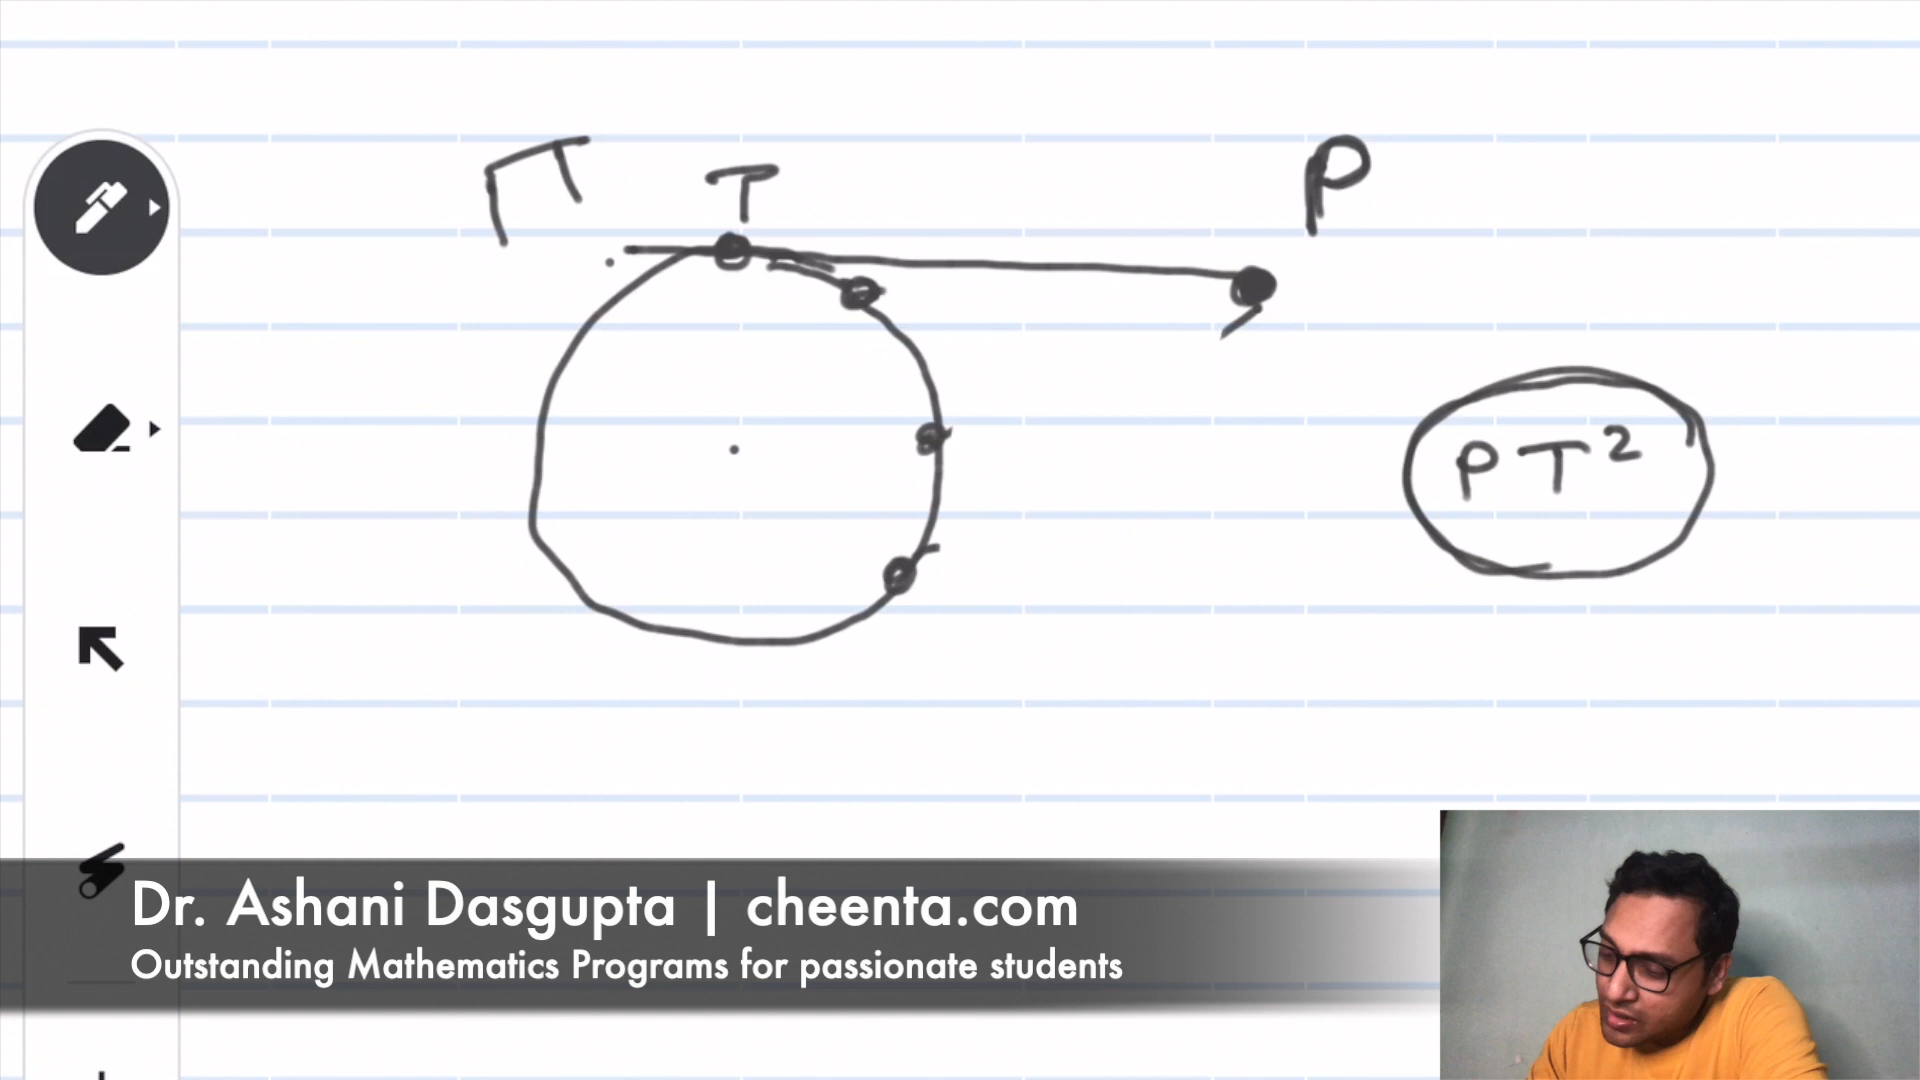 Γ T P
PT²
Dr. Ashani Dasgupta | cheenta.com
Outstanding Mathematics Programs for passionate students